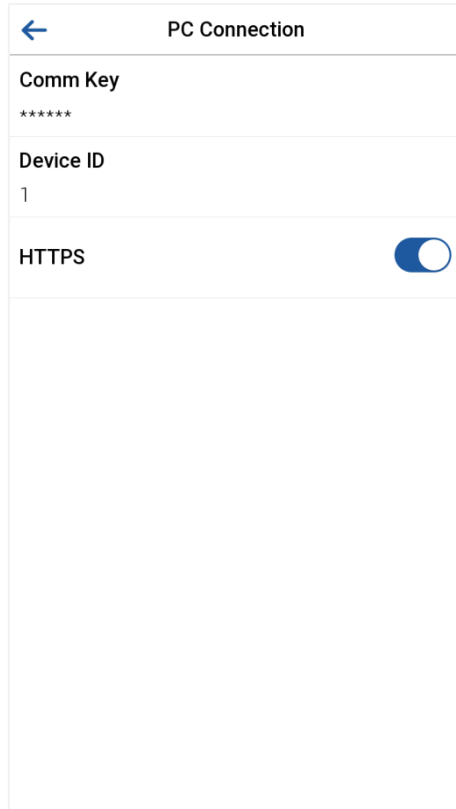 PC Connection
Comm Key
******
Device ID
1
HTTPS